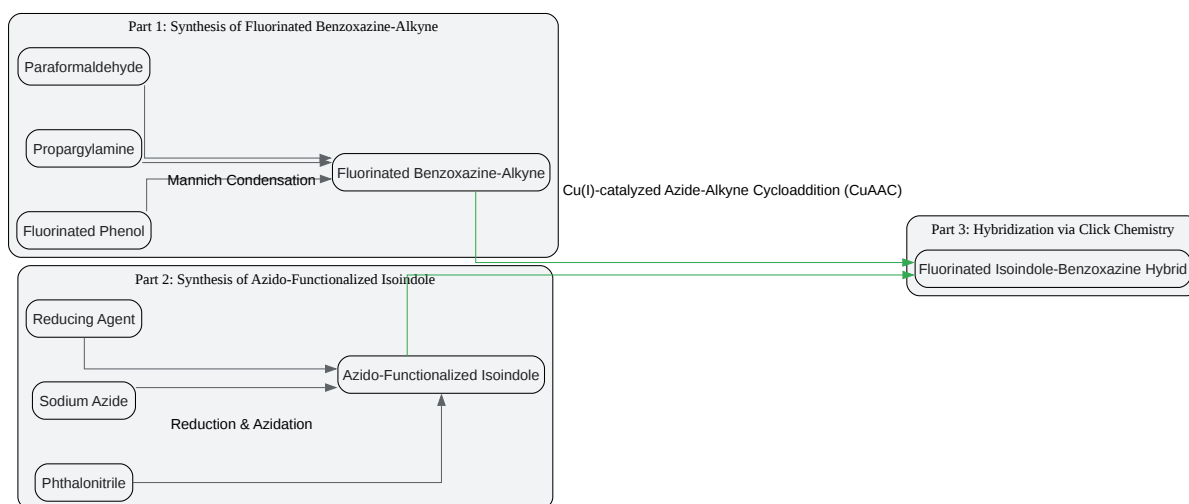 Part 1: Synthesis of Fluorinated Benzoxazine-Alkyne
Paraformaldehyde
Propargylamine
Mannich Condensation
Fluorinated Benzoxazine-Alkyne
Fluorinated Phenol
Cu(I)-catalyzed Azide-Alkyne Cycloaddition (CuAAC)
Part 3: Hybridization via Click Chemistry
Fluorinated Isoindole-Benzoxazine Hybrid
Part 2: Synthesis of Azido-Functionalized Isoindole
Reducing Agent
Azido-Functionalized Isoindole
Sodium Azide
Reduction & Azidation
Phthalonitrile